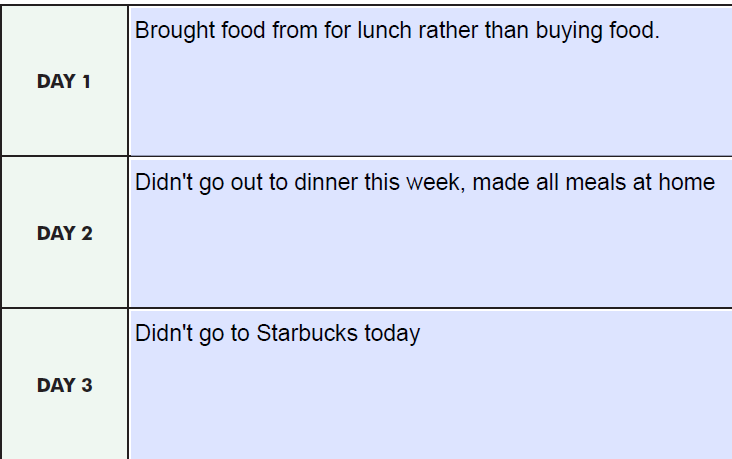 DAY 1
Brought food from for lunch rather than buying food.
DAY 2
Didn't go out to dinner this week, made all meals at home
DAY 3
Didn't go to Starbucks today